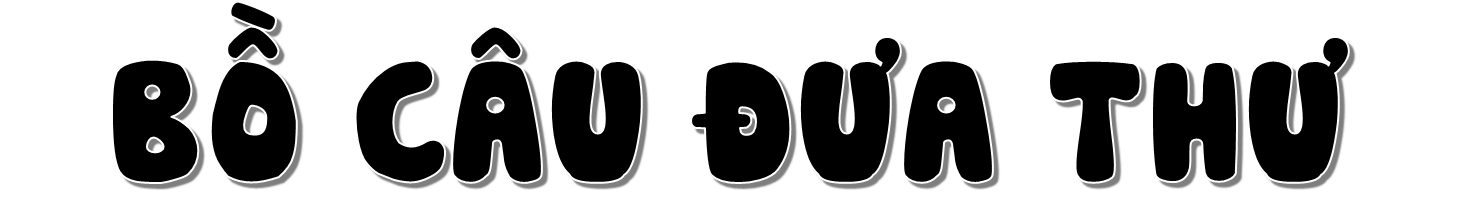 BỒ CÂU ĐƯA THƯ